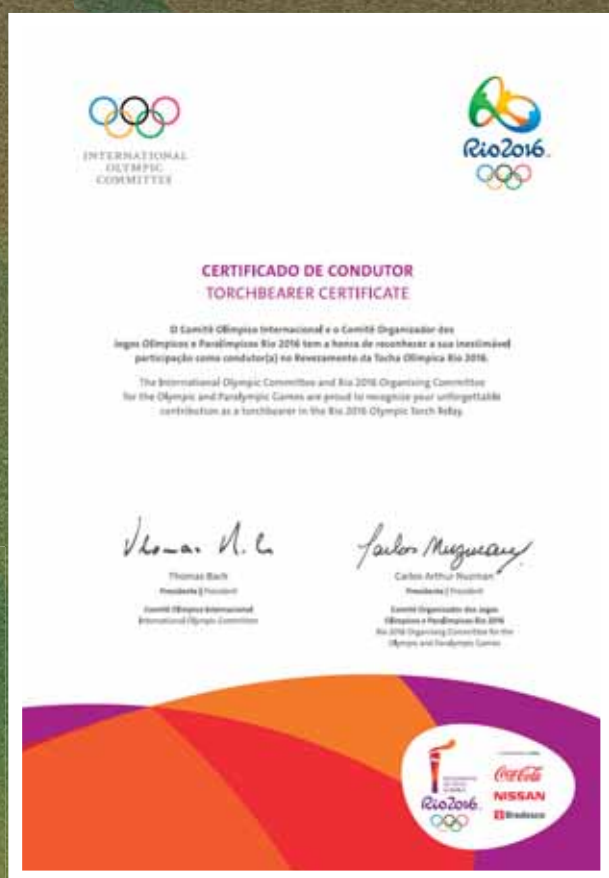 INTERNATIONAL
OLYMPIC
COMMITTEE
Rio2016.
CERTIFICADO DE CONDUTOR
TORCHBEARER CERTIFICATE
O Comitê Olímpico Internacional e o Comitê Organizador dos
Jogos Olímpicos e Paralímpicos Rio 2016 tem a honra de reconhecer a sua inestimável
participação como condutor(a) no Revezamento da Tocha Olímpica Rio 2016.
The International Olympic Committee and Rio 2016 Organising Committee
for the Olympic and Paralympic Games are proud to recognise your unforgettable
contribution as a torchbearer in the Rio 2016 Olympic Torch Relay.
Thomas Bach
Carlos Arthur Nuzman
Presidente | President
Presidente | President
Comitê Olímpico Internacional
International Olympic Committee
Comitê Organizador dos Jogos
Olímpicos e Paralímpicos Rio 2016
Rio 2016 Organising Committee for the
Olympic and Paralympic Games
Rio2016.
Coca-Cola
NISSAN
Bradesco